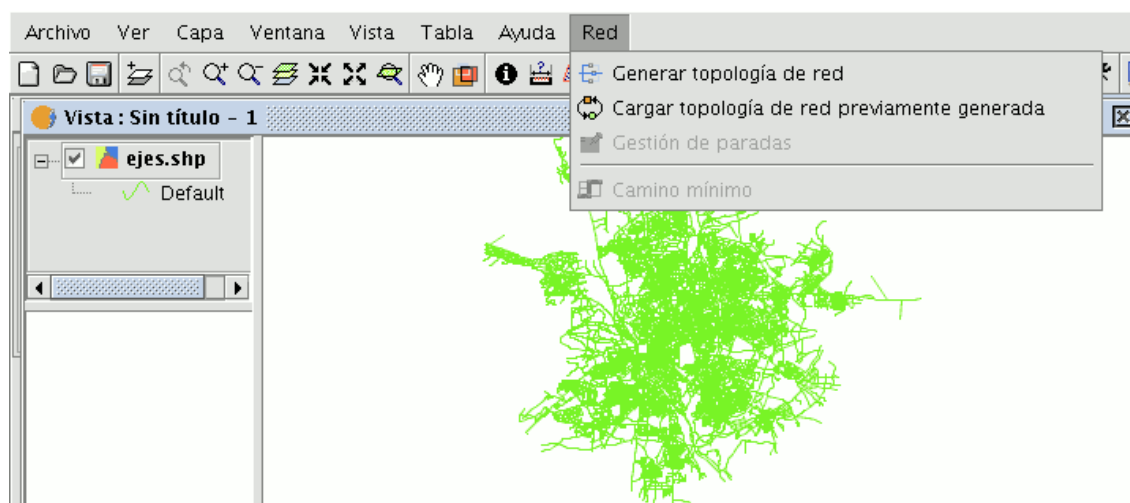 Archivo Ver Capa Ventana Vista Tabla Ayuda Red
Generar topología de red
Cargar topología de red previamente generada
Gestión de paradas
Camino mínimo
Vista : Sin título - 1
ejes.shp
Default